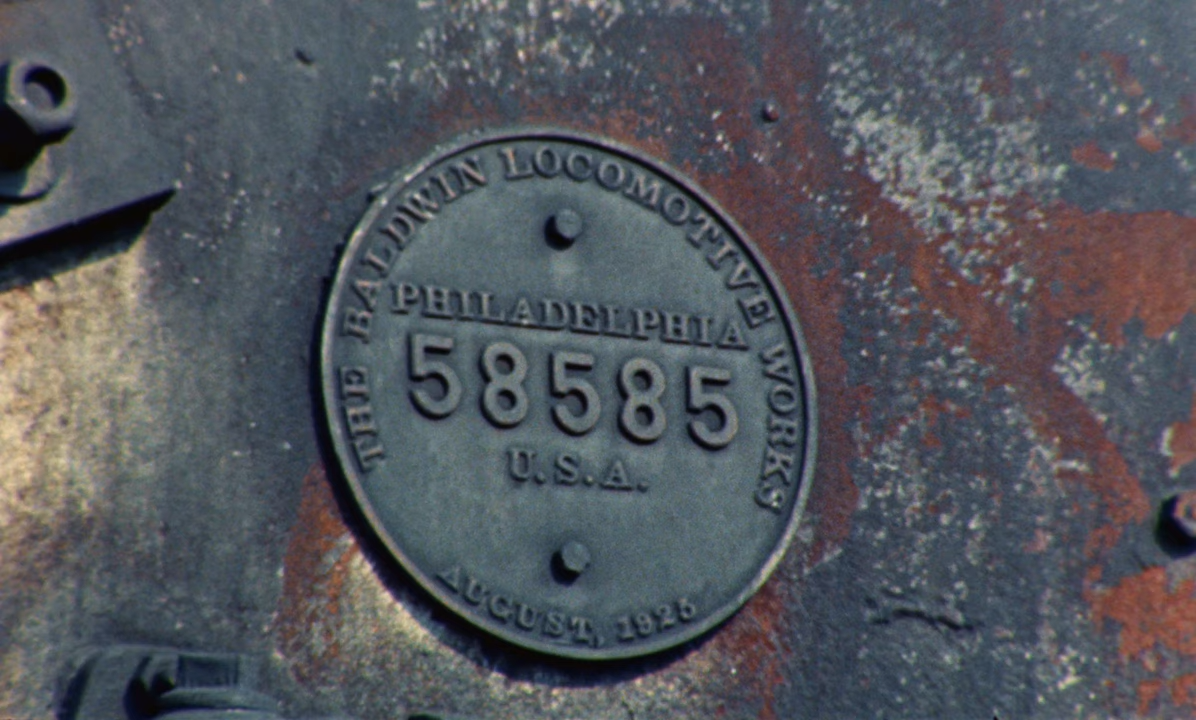 THE BALDWIN LOCOMOTIVE WORKS
PHILADELPHIA
58585
U.S.A.
AUGUST, 1925